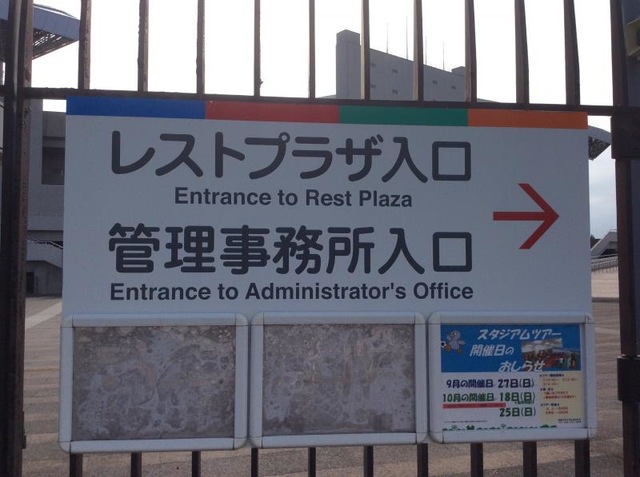 レストプラザ入口
Entrance to Rest Plaza
管理事務所入口
Entrance to Administrator's Office
スタジアムツアー
開催日の
おしらせ
9月の開催日 27日(日)
10月の開催日 18日(日)
25日(日)